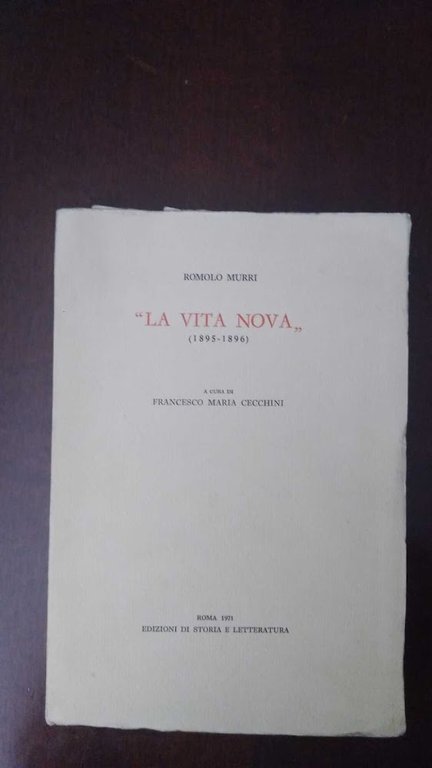 ROMOLO MURRI
“LA VITA NOVA„
(1895-1896)
A CURA DI
FRANCESCO MARIA CECCHINI
ROMA 1971
EDIZIONI DI STORIA E LETTERATURA